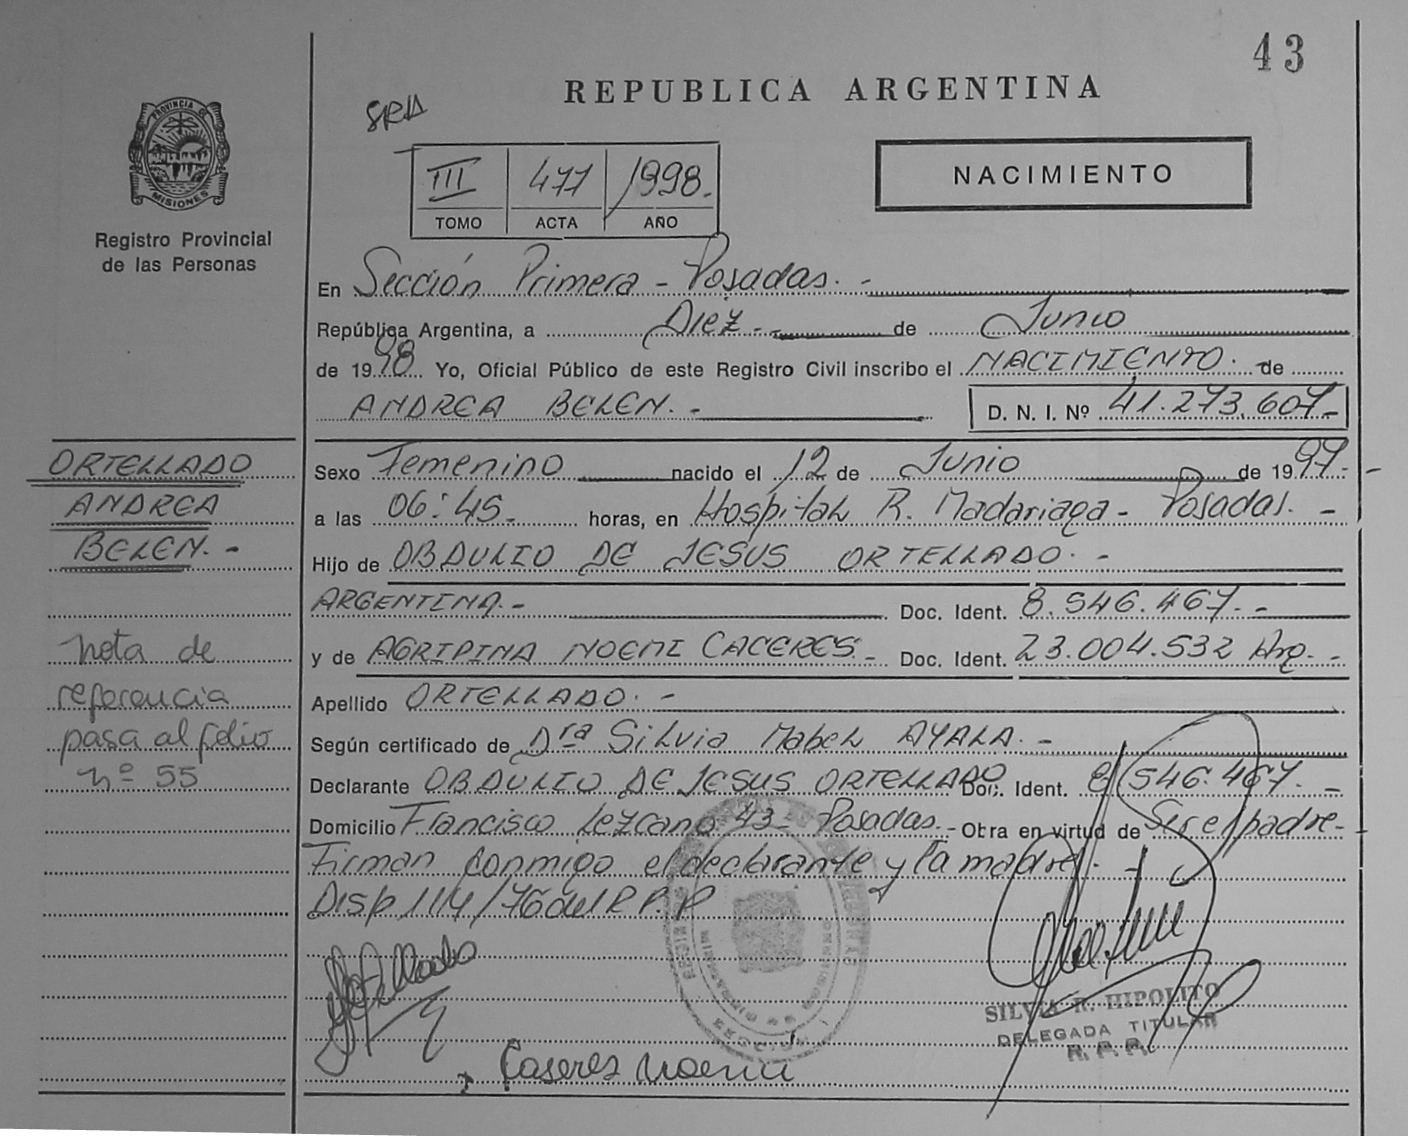 43
REPUBLICA ARGENTINA
PROVINCIA DE
MISIONES
Registro Provincial
de las Personas
III 477 1998.
TOMO ACTA AÑO
NACIMIENTO
En Sección Primera - Posadas. -
República Argentina, a Diez - de Junio
de 1998 Yo, Oficial Público de este Registro Civil inscribo el NACIMIENTO. de
ANDREA BELEN. - D. N. I. Nº 41.273.607-
ORTELLADO
ANDREA
BELEN. -
Sexo Femenino nacido el 12 de Junio de 1997. -
a las 06:45. horas, en Hospital R. Madariaga - Posadas. -
Hijo de OBDULIO DE JESUS ORTELLADO. -
ARGENTINA. - Doc. Ident. 8.546.467. -
y de AGRIPINA NOEMI CACERES. - Doc. Ident. 23.004.532 Arg. -
Apellido ORTELLADO. -
Según certificado de Dra Silvia Mabel AYALA. -
Declarante OBDULIO DE JESUS ORTELLADO Doc. Ident. 8.546.467. -
Domicilio Francisco Lezcano 43 - Posadas. - Obra en virtud de Ser el padre-
Firman conmigo el declarante y la madre. -
Disp 114/76 del R.P.P
nota de
referencia
pasa al folio
nº 55
SILVIA R. HIPOLITO
DELEGADA TITULAR
R. P. P.
Caseres Noemi